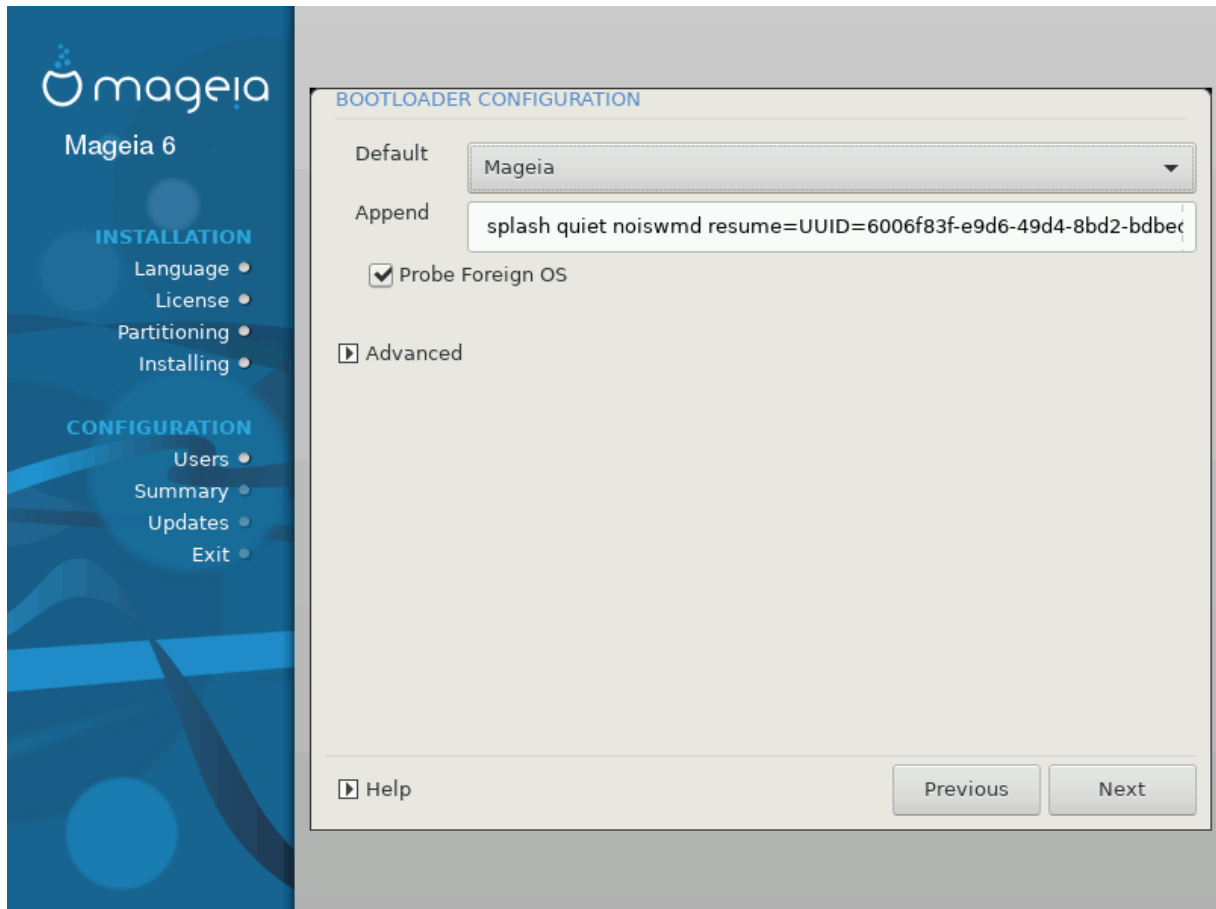 mageia
Mageia 6
INSTALLATION
Language
License
Partitioning
Installing
CONFIGURATION
Users
Summary
Updates
Exit
BOOTLOADER CONFIGURATION
Default
Mageia
Append
splash quiet noiswmd resume=UUID=6006f83f-e9d6-49d4-8bd2-bdbec
Probe Foreign OS
Advanced
Help
Previous
Next